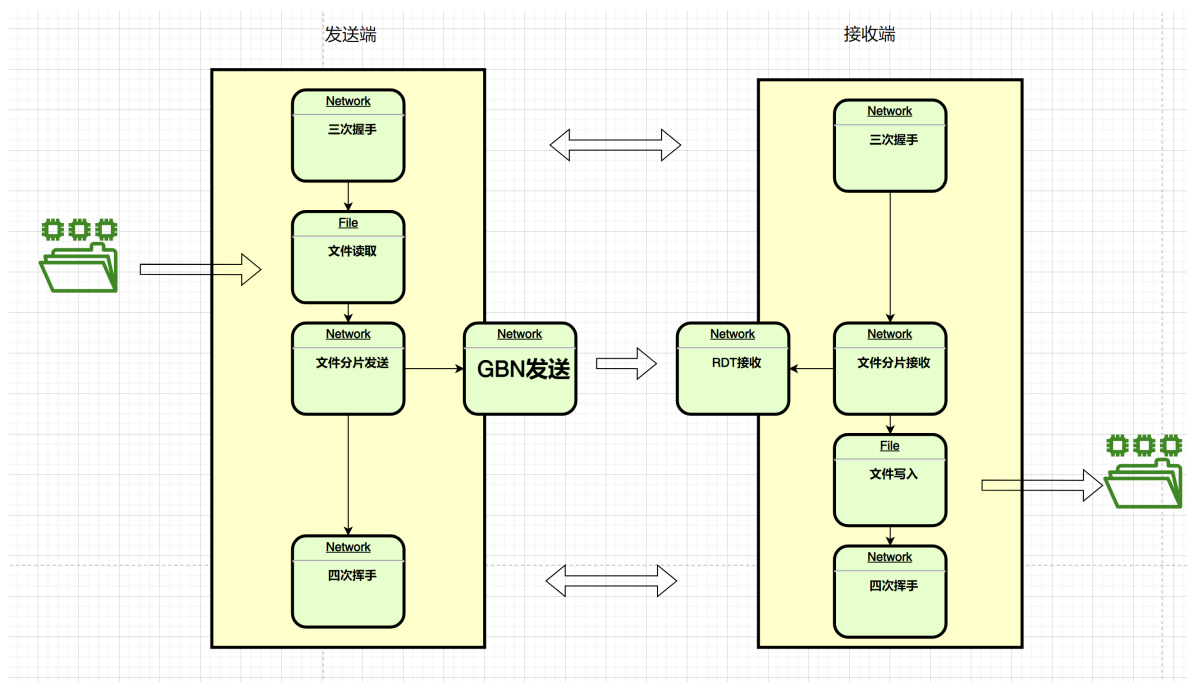 发送端
Network
三次握手
File
文件读取
Network
文件分片发送
Network
GBN发送
Network
四次挥手
接收端
Network
三次握手
Network
RDT接收
Network
文件分片接收
File
文件写入
Network
四次挥手